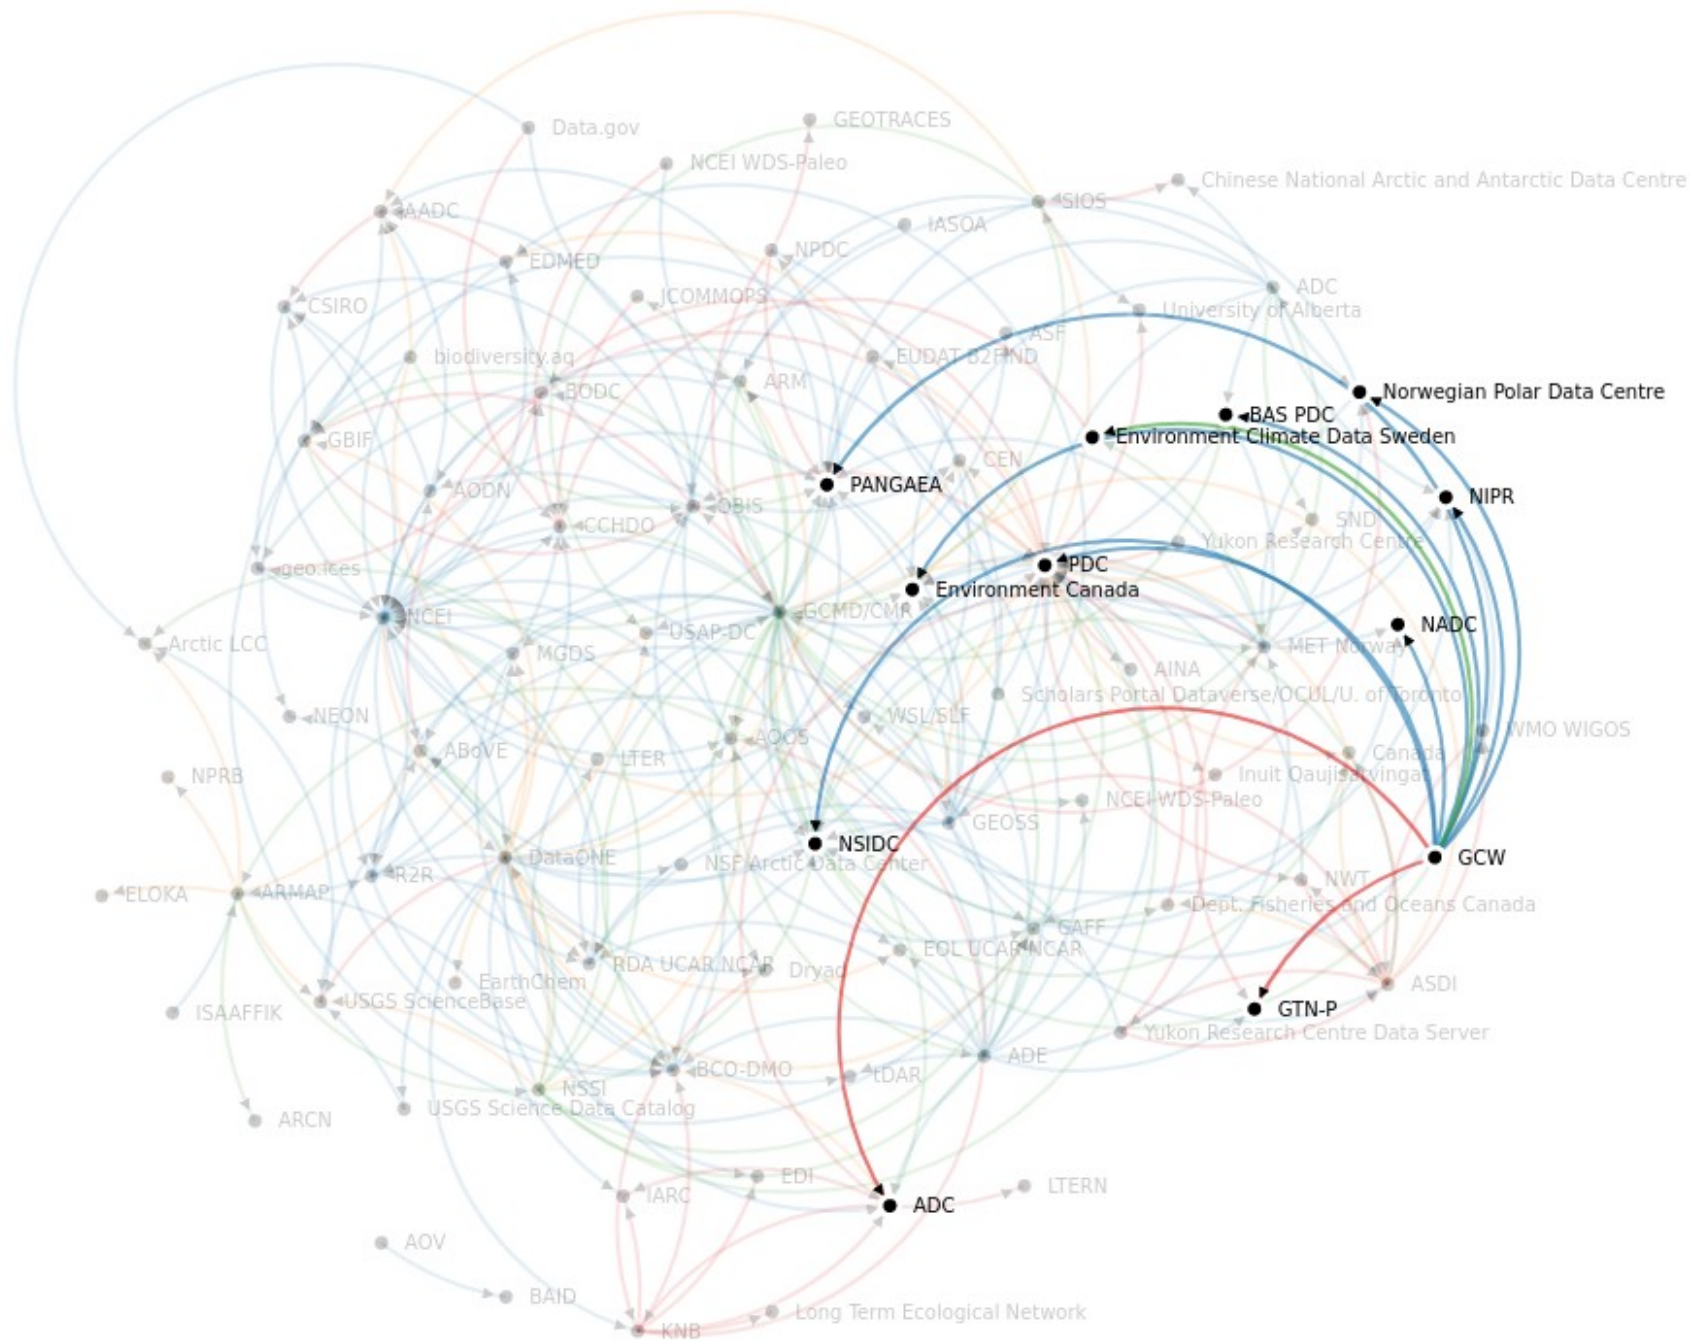 Data.gov
GEOTRACES
NCEI WDS-Paleo
Chinese National Arctic and Antarctic Data Centre
SIOS
AADC
IASOA
NPDC
EDMED
ADC
JCOMMOPS
CSIRO
University of Alberta
ASF
biodiversity.aq
EUDAT B2FIND
ARM
BODC
Norwegian Polar Data Centre
BAS PDC
Environment Climate Data Sweden
GBIF
CEN
PANGAEA
AODN
NIPR
OBIS
CCHDO
SND
Yukon Research Centre
PDC
geo.ices
Environment Canada
NCEI
GCMD/CMR
NADC
USAP-DC
Arctic LCC
MGDS
MET Norway
AINA
Scholars Portal Dataverse/OCUL/U. of Toronto
NEON
WSL/SLF
WMO WIGOS
AOOS
ABoVE
LTER
Canada
NPRB
Inuit Qaujisarvingat
NCEI WDS-Paleo
GEOSS
NSIDC
DataONE
GCW
NSF Arctic Data Center
R2R
NWT
ELOKA
ARMAP
Dept. Fisheries and Oceans Canada
GAFF
EOL UCAR NCAR
RDA UCAR NCAR
Dryad
EarthChem
ASDI
USGS ScienceBase
GTN-P
ISAAFFIK
Yukon Research Centre Data Server
ADE
BCO-DMO
tDAR
NSSI
USGS Science Data Catalog
ARCN
EDI
LTERN
IARC
ADC
AOV
BAID
Long Term Ecological Network
KNB